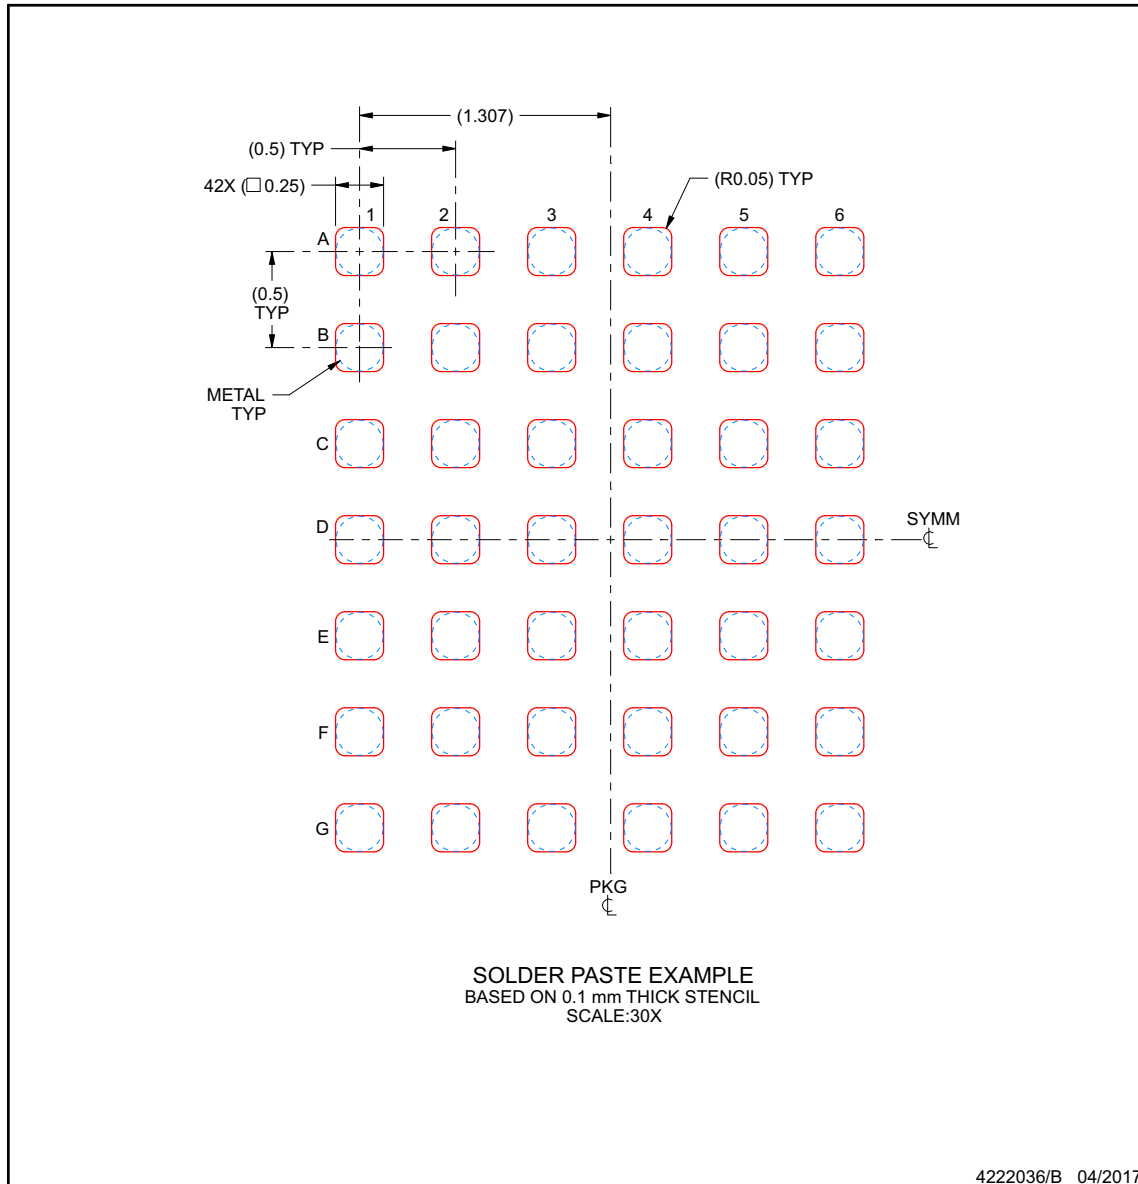 (1.307)
(0.5) TYP
42X (□ 0.25)
(R0.05) TYP
1 2 3 4 5 6
A
(0.5)
TYP
B
METAL
TYP
C
D
SYMM
℄
E
F
G
PKG
℄
SOLDER PASTE EXAMPLE
BASED ON 0.1 mm THICK STENCIL
SCALE:30X
4222036/B 04/2017